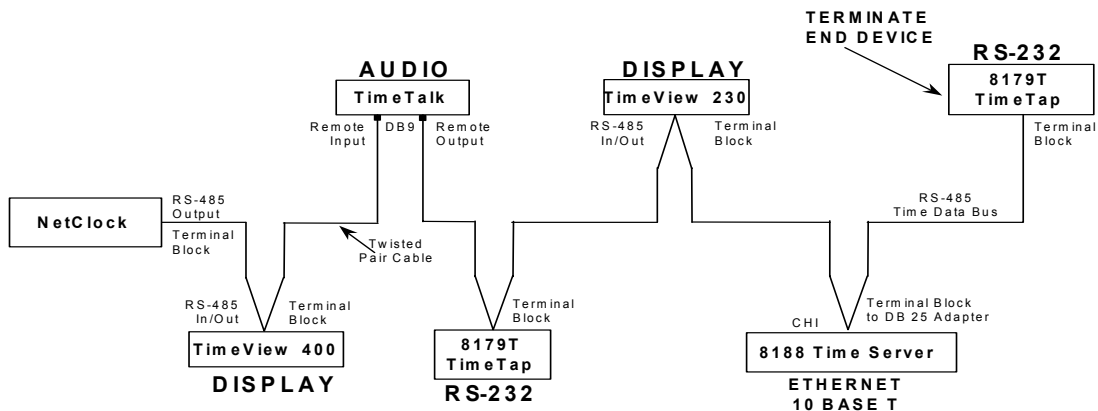 TERMINATE
END DEVICE
RS-232
8179T
TimeTap
Terminal
Block
AUDIO
TimeTalk
Remote
Input
DB9
Remote
Output
DISPLAY
TimeView 230
RS-485
In/Out
Terminal
Block
NetClock
RS-485
Output
Terminal
Block
Twisted
Pair Cable
RS-485
Time Data Bus
RS-485
In/Out
Terminal
Block
TimeView 400
DISPLAY
Terminal
Block
8179T
TimeTap
RS-232
CHI
Terminal Block
to DB 25 Adapter
8188 Time Server
ETHERNET
10 BASE T